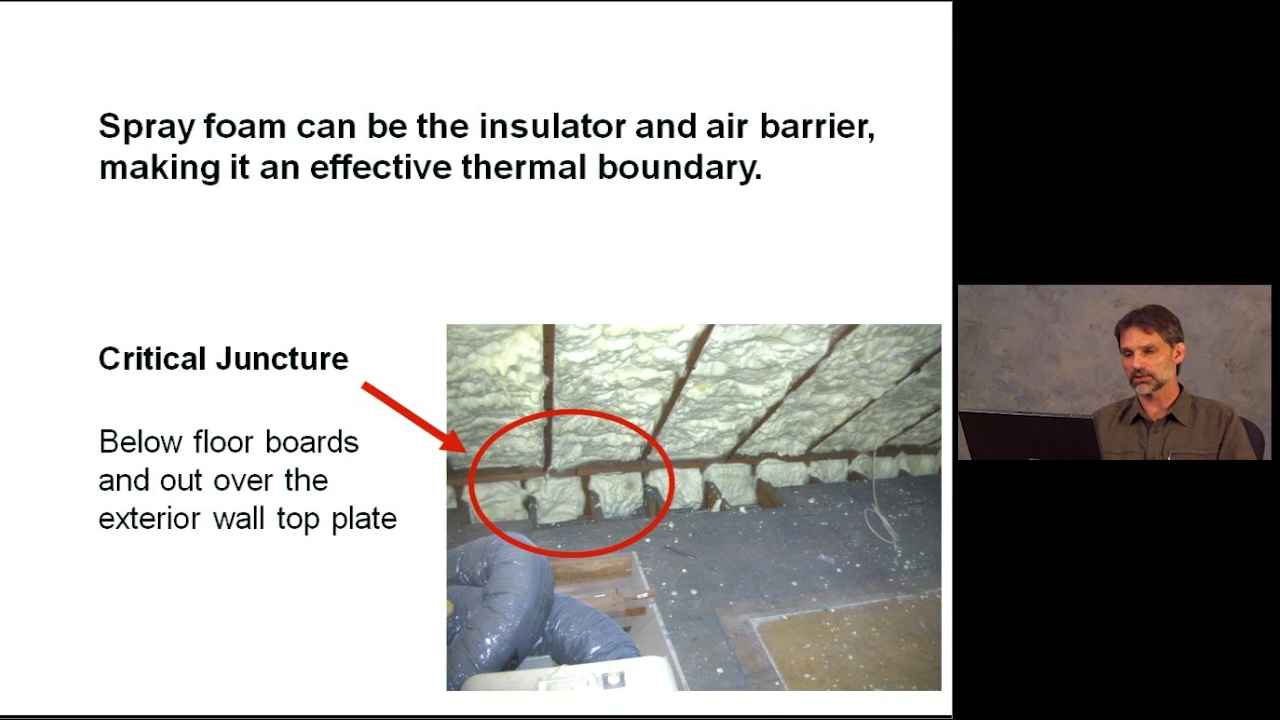 Spray foam can be the insulator and air barrier,
making it an effective thermal boundary.
Critical Juncture
Below floor boards
and out over the
exterior wall top plate